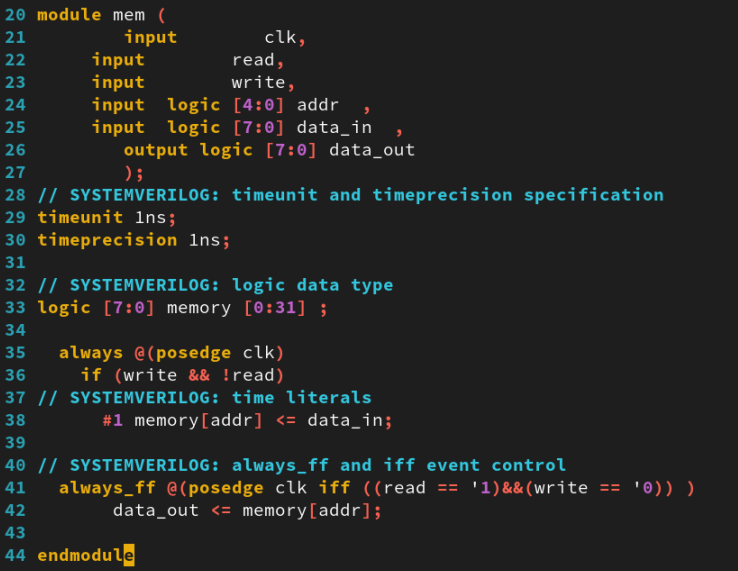 20 module mem (
21         input        clk,
22      input        read,
23      input        write,
24      input  logic [4:0] addr  ,
25      input  logic [7:0] data_in  ,
26         output logic [7:0] data_out
27         );
28 // SYSTEMVERILOG: timeunit and timeprecision specification
29 timeunit 1ns;
30 timeprecision 1ns;
31
32 // SYSTEMVERILOG: logic data type
33 logic [7:0] memory [0:31] ;
34
35   always @(posedge clk)
36     if (write && !read)
37 // SYSTEMVERILOG: time literals
38       #1 memory[addr] <= data_in;
39
40 // SYSTEMVERILOG: always_ff and iff event control
41   always_ff @(posedge clk iff ((read == '1)&&(write == '0)) )
42        data_out <= memory[addr];
43
44 endmodule